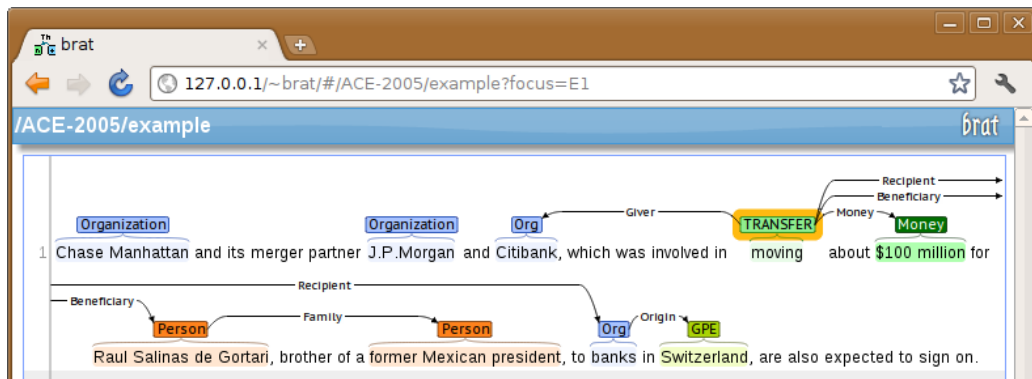 brat
127.0.0.1/~brat/#/ACE-2005/example?focus=E1
/ACE-2005/example brat
Recipient
Beneficiary
Organization Organization Org Giver TRANSFER Money Money
1 Chase Manhattan and its merger partner J.P.Morgan and Citibank, which was involved in moving about $100 million for
Recipient
Beneficiary
Person Family Person Org Origin GPE
Raul Salinas de Gortari, brother of a former Mexican president, to banks in Switzerland, are also expected to sign on.